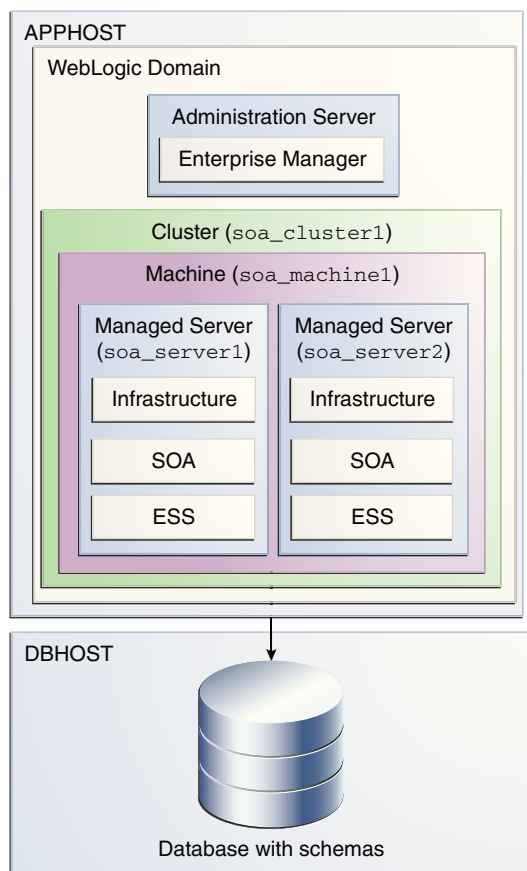 APPHOST
WebLogic Domain
Administration Server
Enterprise Manager
Cluster (soa_cluster1)
Machine (soa_machine1)
Managed Server
(soa_server1)
Infrastructure
SOA
ESS
Managed Server
(soa_server2)
Infrastructure
SOA
ESS
DBHOST
Database with schemas